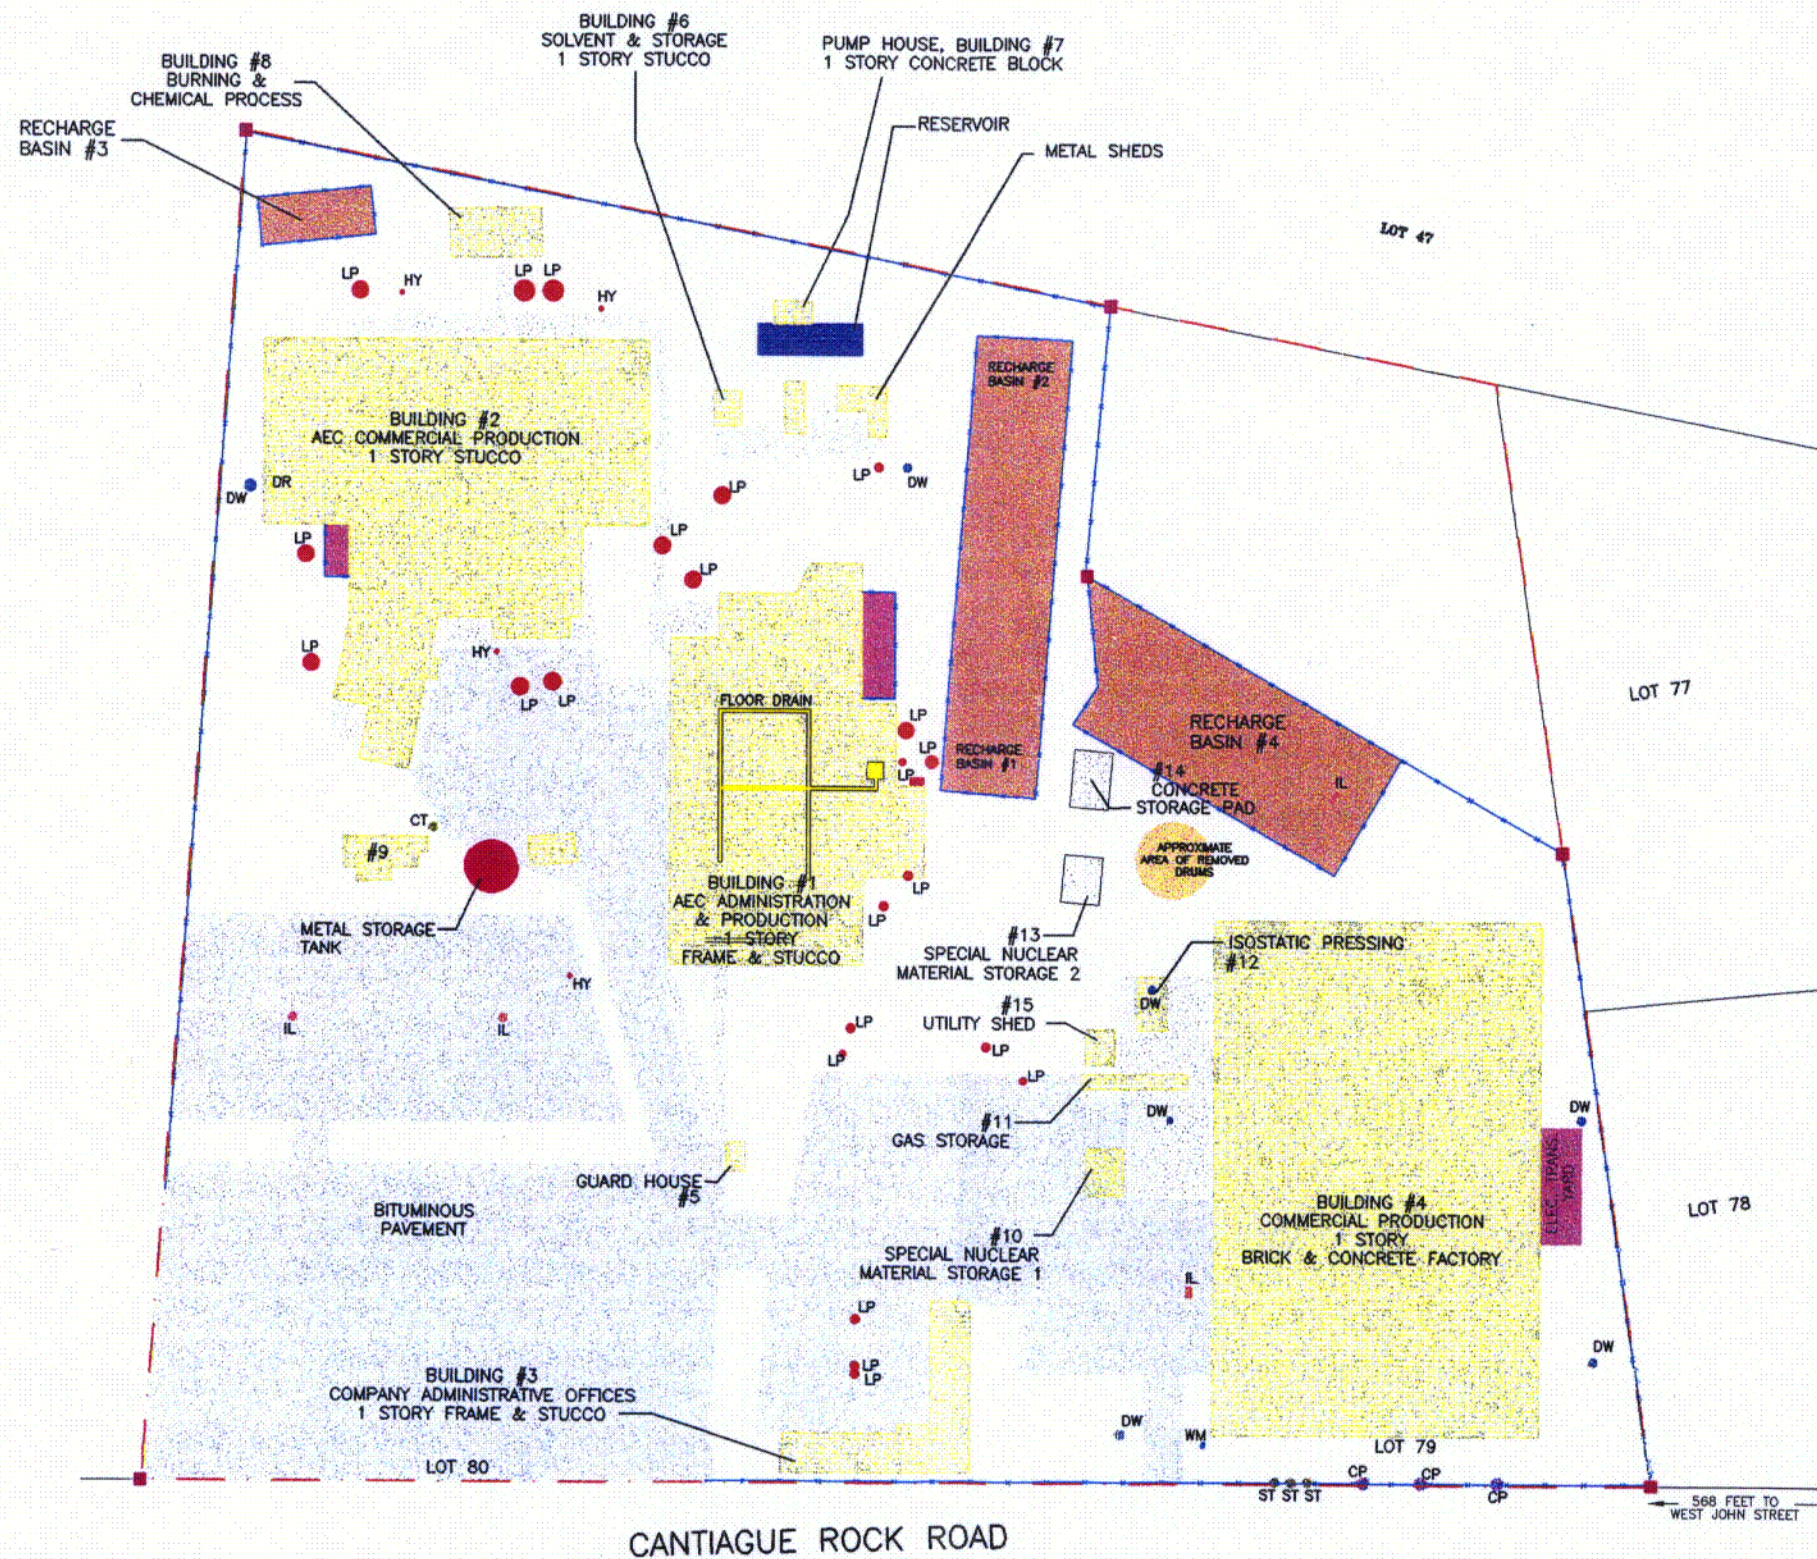 BUILDING #6
SOLVENT & STORAGE
1 STORY STUCCO
PUMP HOUSE, BUILDING #7
1 STORY CONCRETE BLOCK
BUILDING #8
BURNING &
CHEMICAL PROCESS
RECHARGE
BASIN #3
RESERVOIR
METAL SHEDS
LOT 47
LP
HY
LP
LP
HY
RECHARGE
BASIN #2
BUILDING #2
AEC COMMERCIAL PRODUCTION
1 STORY STUCCO
DW
DR
LP
DW
LP
LP
LP
LP
LP
HY
LP
LP
FLOOR DRAIN
LP
LP
LP
RECHARGE
BASIN #1
RECHARGE
BASIN #4
LOT 77
#14
CONCRETE
STORAGE PAD
IL
CT
#9
APPROXIMATE
AREA OF REMOVED
DRUMS
BUILDING #1
AEC ADMINISTRATION
& PRODUCTION
1 STORY
FRAME & STUCCO
LP
LP
METAL STORAGE
TANK
#13
SPECIAL NUCLEAR
MATERIAL STORAGE 2
ISOSTATIC PRESSING
#12
HY
DW
IL
IL
#15
UTILITY SHED
LP
LP
LP
LP
#11
GAS STORAGE
DW
DW
GUARD HOUSE
#5
BITUMINOUS
PAVEMENT
ELEC. TRANS.
YARD
BUILDING #4
COMMERCIAL PRODUCTION
1 STORY
BRICK & CONCRETE FACTORY
LOT 78
#10
SPECIAL NUCLEAR
MATERIAL STORAGE 1
IL
LP
LP
LP
DW
BUILDING #3
COMPANY ADMINISTRATIVE OFFICES
1 STORY FRAME & STUCCO
DW
WM
LOT 79
LOT 80
ST ST ST
CP
CP
CP
568 FEET TO
WEST JOHN STREET
CANTIAGUE ROCK ROAD